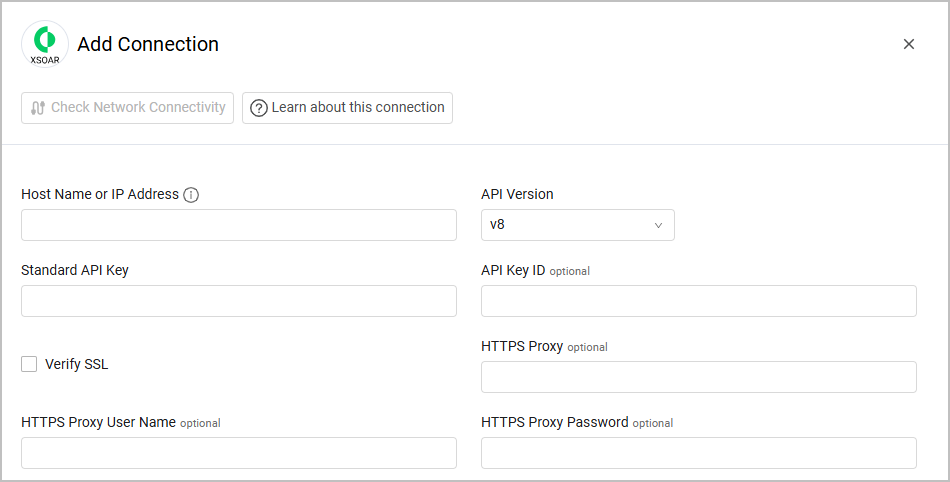 XSOAR
Add Connection
Check Network Connectivity
Learn about this connection
Host Name or IP Address
API Version
v8
Standard API Key
API Key ID optional
Verify SSL
HTTPS Proxy optional
HTTPS Proxy User Name optional
HTTPS Proxy Password optional